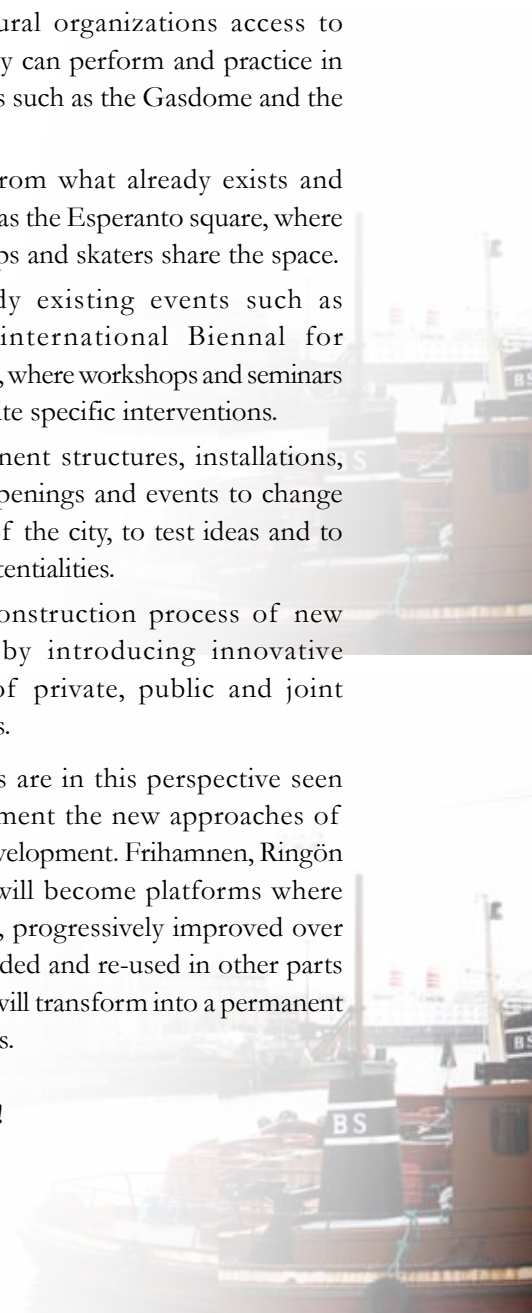 ural organizations access to
y can perform and practice in
s such as the Gasdome and the
rom what already exists and
as the Esperanto square, where
ps and skaters share the space.
dy existing events such as
international Biennal for
, where workshops and seminars
ite specific interventions.
nent structures, installations,
penings and events to change
of the city, to test ideas and to
tentialities.
onstruction process of new
by introducing innovative
of private, public and joint
s.
s are in this perspective seen
ment the new approaches of
velopment. Frihamnen, Ringön
will become platforms where
, progressively improved over
ded and re-used in other parts
will transform into a permanent
s.
!
BS
S
BS
BS